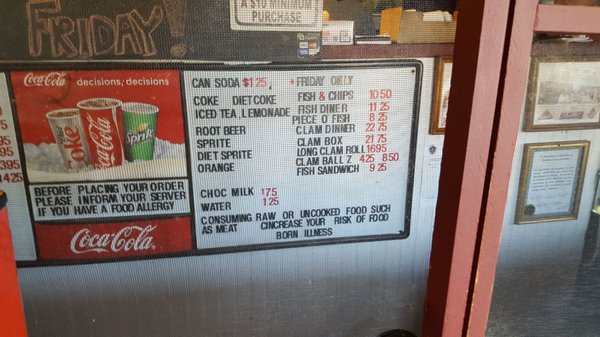 FRIDAY!
A $10 MINIMUM
PURCHASE
Coca-Cola decisions, decisions
Coke Coca-Cola Sprite
BEFORE PLACING YOUR ORDER
PLEASE INFORM YOUR SERVER
IF YOU HAVE A FOOD ALLERGY
Coca-Cola
CAN SODA $1.25 + FRIDAY ONLY
COKE DIET COKE FISH & CHIPS 10.50
ICED TEA, LEMONADE FISH DINER 11.25
PIECE O' FISH 8.25
ROOT BEER CLAM DINNER 22.75
SPRITE CLAM BOX 21.75
DIET SPRITE LONG CLAM ROLL 16.95
ORANGE CLAM BALL Z 4.25 8.50
FISH SANDWICH 9.25
CHOC MILK 1.75
WATER 1.25
CONSUMING RAW OR UNCOOKED FOOD SUCH
AS MEAT CINCREASE YOUR RISK OF FOOD
BORN ILLNESS